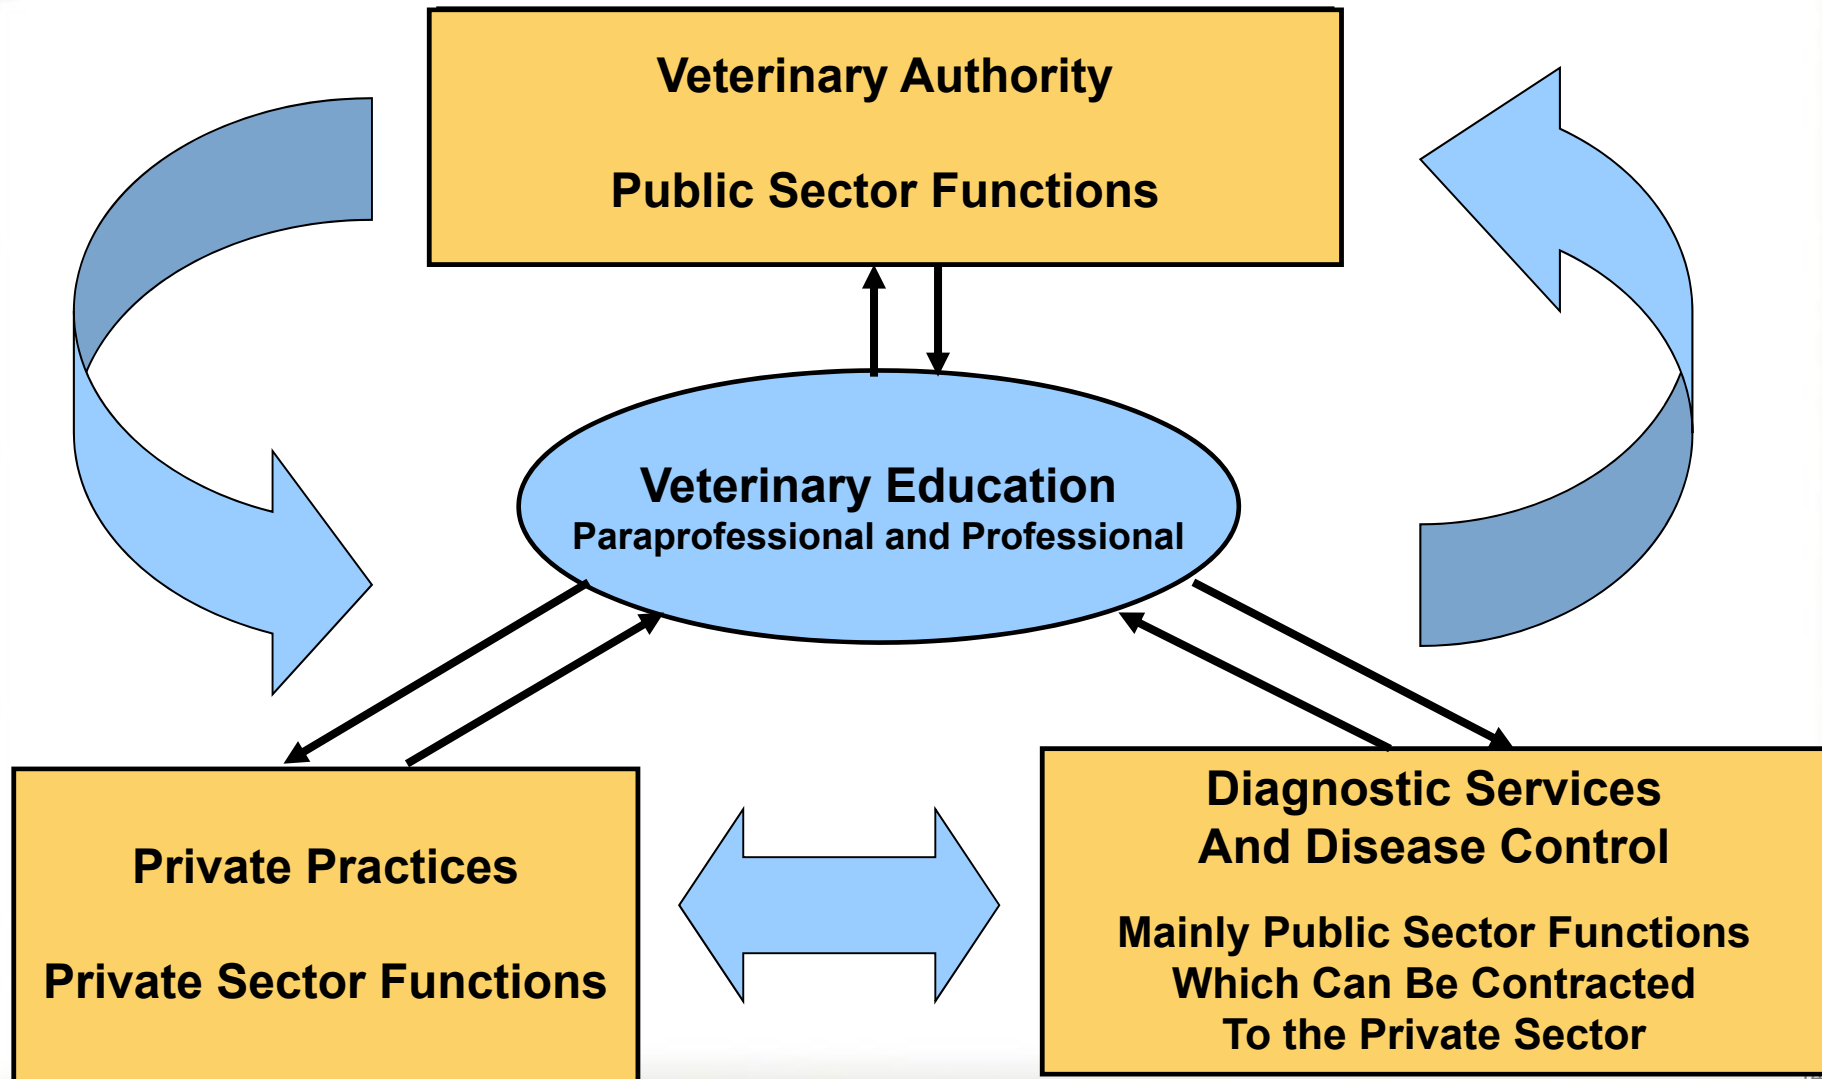 Veterinary Authority
Public Sector Functions
Veterinary Education
Paraprofessional and Professional
Private Practices
Private Sector Functions
Diagnostic Services
And Disease Control
Mainly Public Sector Functions
Which Can Be Contracted
To the Private Sector